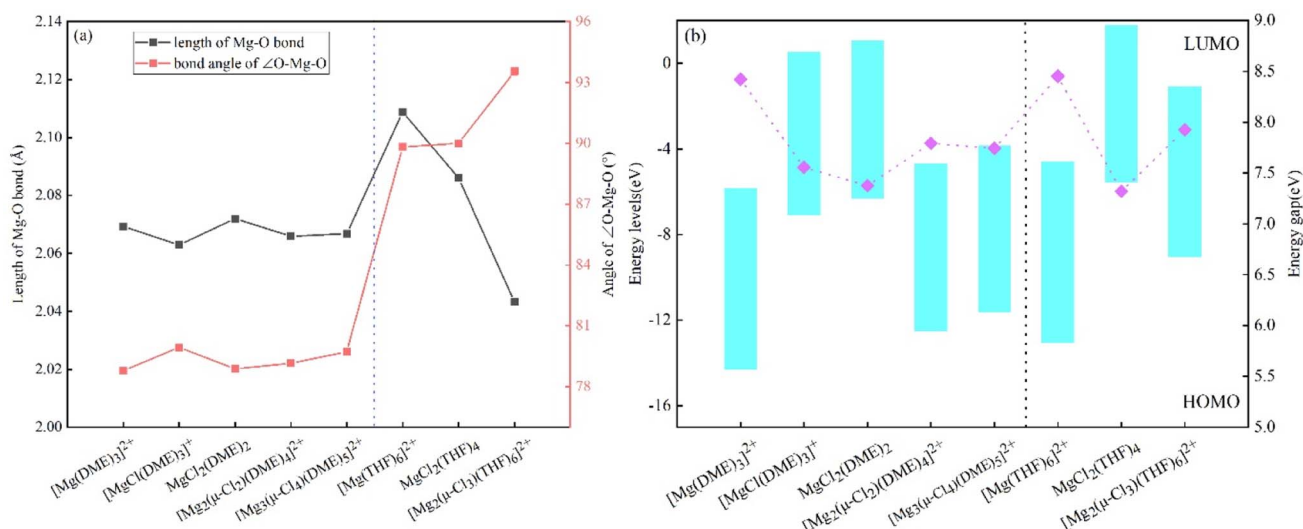 (a)
length of Mg-O bond
bond angle of ∠O-Mg-O
2.14
2.12
2.10
2.08
2.06
2.04
2.02
2.00
Length of Mg-O bond (Å)
96
93
90
87
84
81
78
Angle of ∠O-Mg-O (°)
[Mg(DME)₃]²⁺
[MgCl(DME)₃]⁺
MgCl₂(DME)₂
[Mg₂(μ-Cl₂)(DME)₄]²⁺
[Mg₃(μ-Cl₄)(DME)₅]²⁺
[Mg(THF)₆]²⁺
MgCl₂(THF)₄
[Mg₂(μ-Cl₃)(THF)₆]²⁺
(b)
LUMO
HOMO
0
-4
-8
-12
-16
Energy levels(eV)
9.0
8.5
8.0
7.5
7.0
6.5
6.0
5.5
5.0
Energy gap(eV)
[Mg(DME)₃]²⁺
[MgCl(DME)₃]⁺
MgCl₂(DME)₂
[Mg₂(μ-Cl₂)(DME)₄]²⁺
[Mg₃(μ-Cl₄)(DME)₅]²⁺
[Mg(THF)₆]²⁺
MgCl₂(THF)₄
[Mg₂(μ-Cl₃)(THF)₆]²⁺